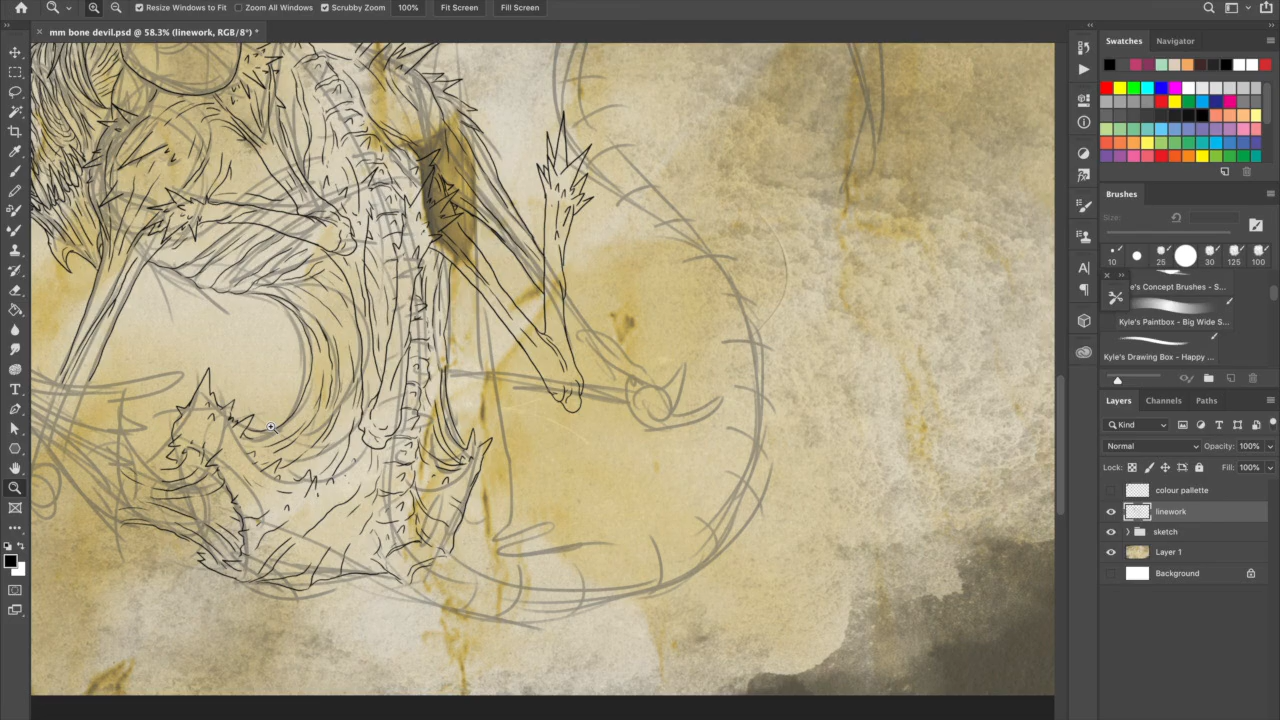 Resize Windows to Fit Zoom All Windows Scrubby Zoom 100% Fit Screen Fill Screen
mm bone devil.psd @ 58.3% (linework, RGB/8*) *
Swatches Navigator
Brushes
Size:
10 25 30 125 100
e's Concept Brushes - S...
Kyle's Paintbox - Big Wide S...
Kyle's Drawing Box - Happy ...
Layers Channels Paths
Kind
Normal Opacity: 100%
Lock: Fill: 100%
colour pallette
linework
sketch
Layer 1
Background